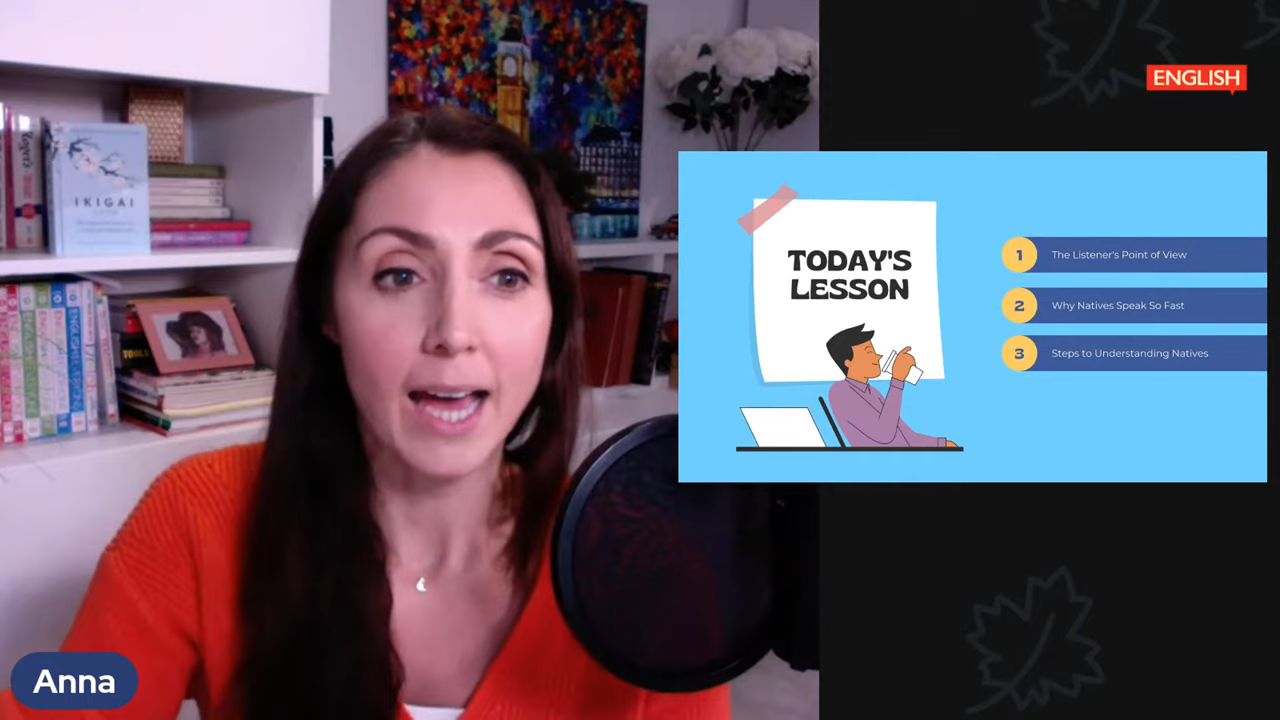 IKIGAI
ENGLISH
TODAY'S
LESSON
1 The Listener's Point of View
2 Why Natives Speak So Fast
3 Steps to Understanding Natives
Anna